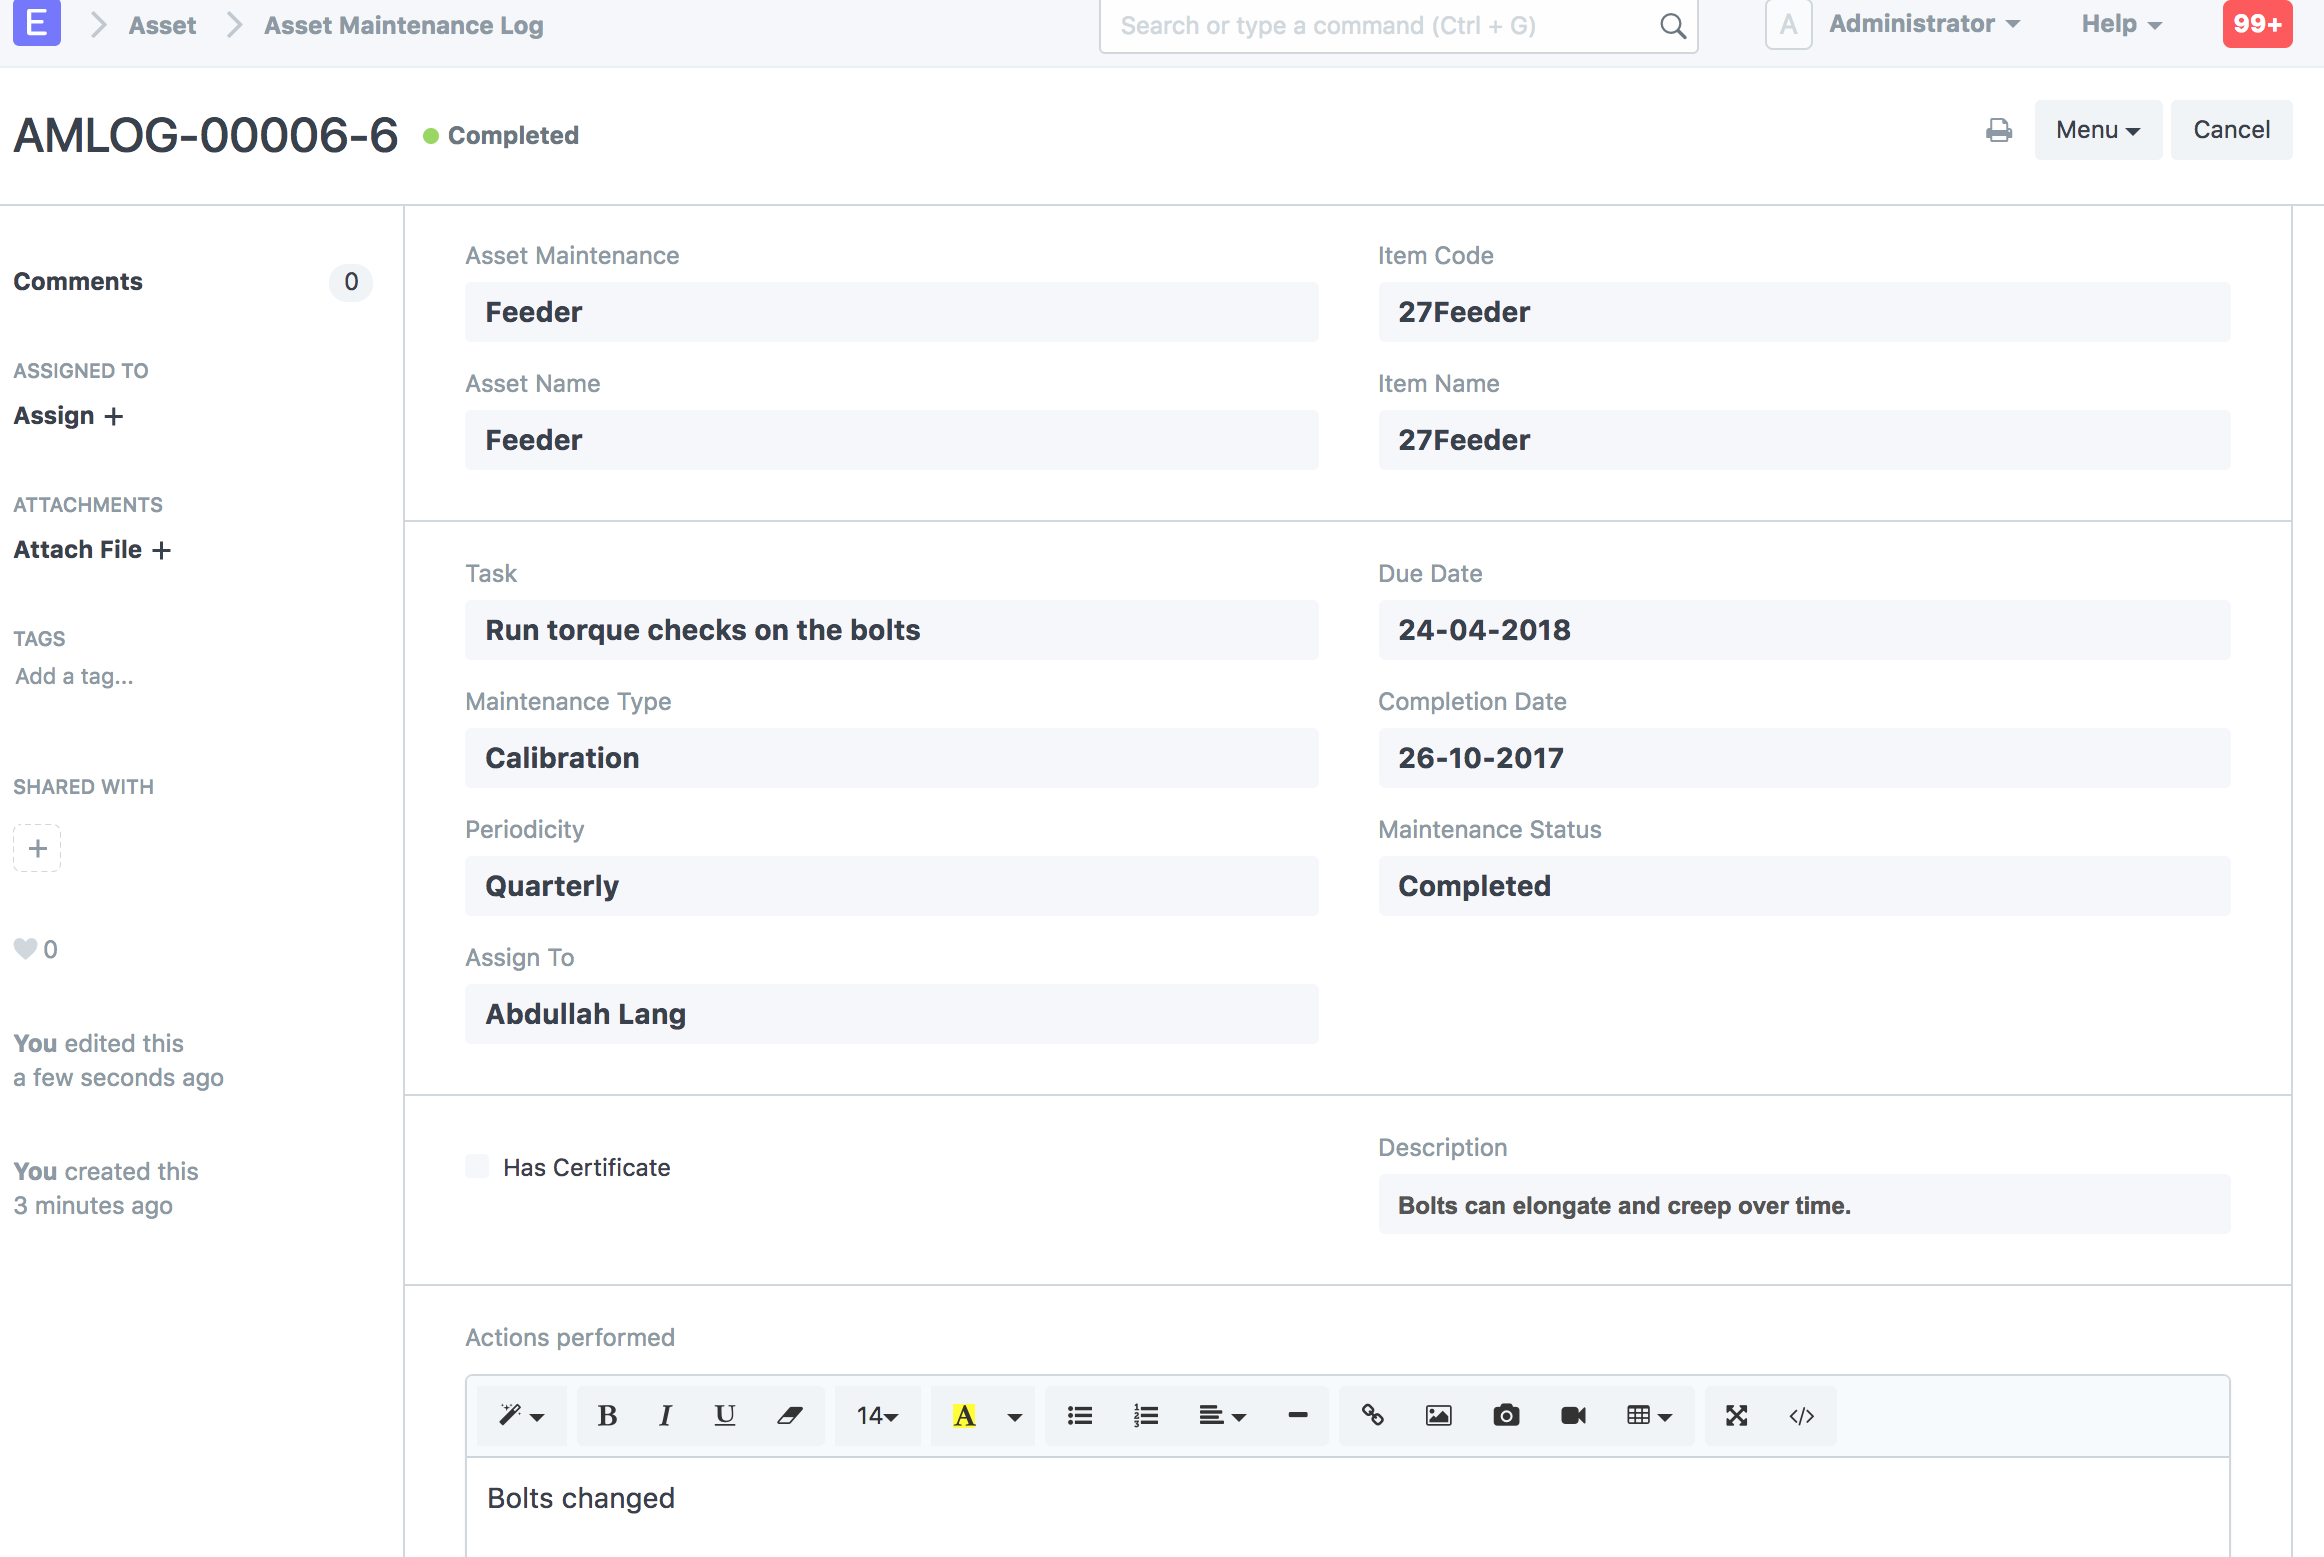 E
Asset
Asset Maintenance Log
Search or type a command (Ctrl + G)
A
Administrator
Help
99+
AMLOG-00006-6
Completed
Menu
Cancel
Comments
0
ASSIGNED TO
Assign +
ATTACHMENTS
Attach File +
TAGS
Add a tag...
SHARED WITH
+
0
You edited this
a few seconds ago
You created this
3 minutes ago
Asset Maintenance
Feeder
Item Code
27Feeder
Asset Name
Feeder
Item Name
27Feeder
Task
Run torque checks on the bolts
Due Date
24-04-2018
Maintenance Type
Calibration
Completion Date
26-10-2017
Periodicity
Quarterly
Maintenance Status
Completed
Assign To
Abdullah Lang
Has Certificate
Description
Bolts can elongate and creep over time.
Actions performed
B I U 14 A </>
Bolts changed